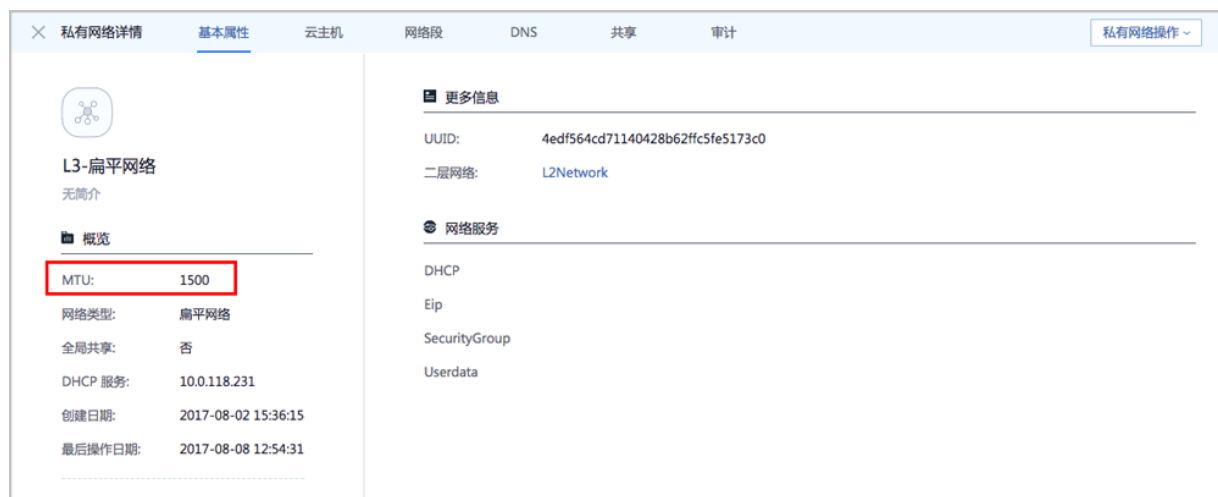 私有网络详情 基本属性 云主机 网络段 DNS 共享 审计 私有网络操作
L3-扁平网络
无简介
概览
MTU: 1500
网络类型: 扁平网络
全局共享: 否
DHCP 服务: 10.0.118.231
创建日期: 2017-08-02 15:36:15
最后操作日期: 2017-08-08 12:54:31
更多信息
UUID: 4edf564cd71140428b62ffc5fe5173c0
二层网络: L2Network
网络服务
DHCP
Eip
SecurityGroup
Userdata